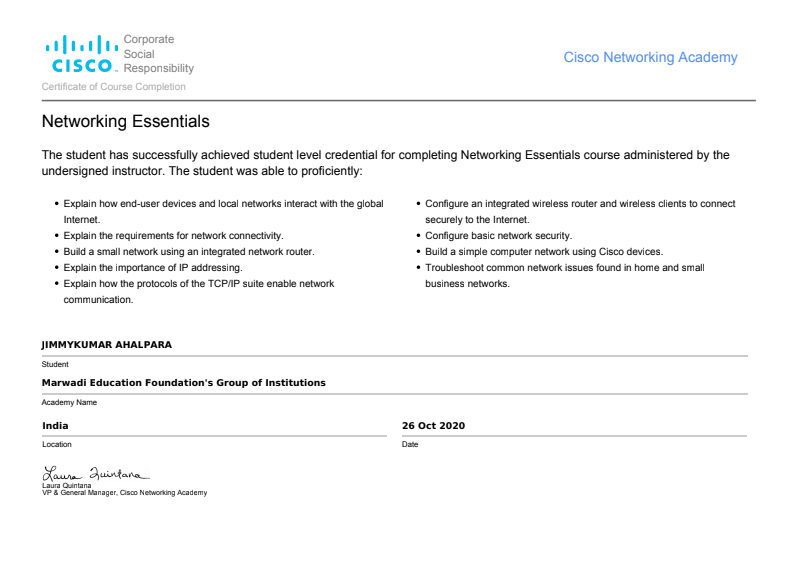 Corporate
Social
Responsibility
CISCO
Cisco Networking Academy
Certificate of Course Completion
Networking Essentials
The student has successfully achieved student level credential for completing Networking Essentials course administered by the
undersigned instructor. The student was able to proficiently:
• Explain how end-user devices and local networks interact with the global
Internet.
• Explain the requirements for network connectivity.
• Build a small network using an integrated network router.
• Explain the importance of IP addressing.
• Explain how the protocols of the TCP/IP suite enable network
communication.
• Configure an integrated wireless router and wireless clients to connect
securely to the Internet.
• Configure basic network security.
• Build a simple computer network using Cisco devices.
• Troubleshoot common network issues found in home and small
business networks.
JIMMYKUMAR AHALPARA
Student
Marwadi Education Foundation's Group of Institutions
Academy Name
India
Location
26 Oct 2020
Date
Laura Quintana
Laura Quintana
VP & General Manager, Cisco Networking Academy